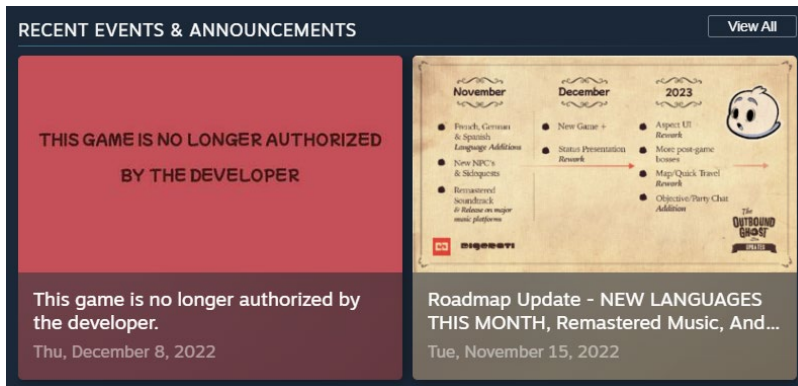 RECENT EVENTS & ANNOUNCEMENTS
View All
THIS GAME IS NO LONGER AUTHORIZED
BY THE DEVELOPER
This game is no longer authorized by
the developer.
Thu, December 8, 2022
November
French, German
& Spanish
Language Additions
New NPC's
& Sidequests
Remastered
Soundtrack
& Release on major
music platforms
December
New Game +
Status Presentation
Rework
2023
Aspect UI
Rework
More post-game
bosses
Map/Quick Travel
Rework
Objective/Party Chat
Addition
DIGERATI
The
OUTBOUND
GHOST
UPDATES
Roadmap Update - NEW LANGUAGES
THIS MONTH, Remastered Music, And...
Tue, November 15, 2022